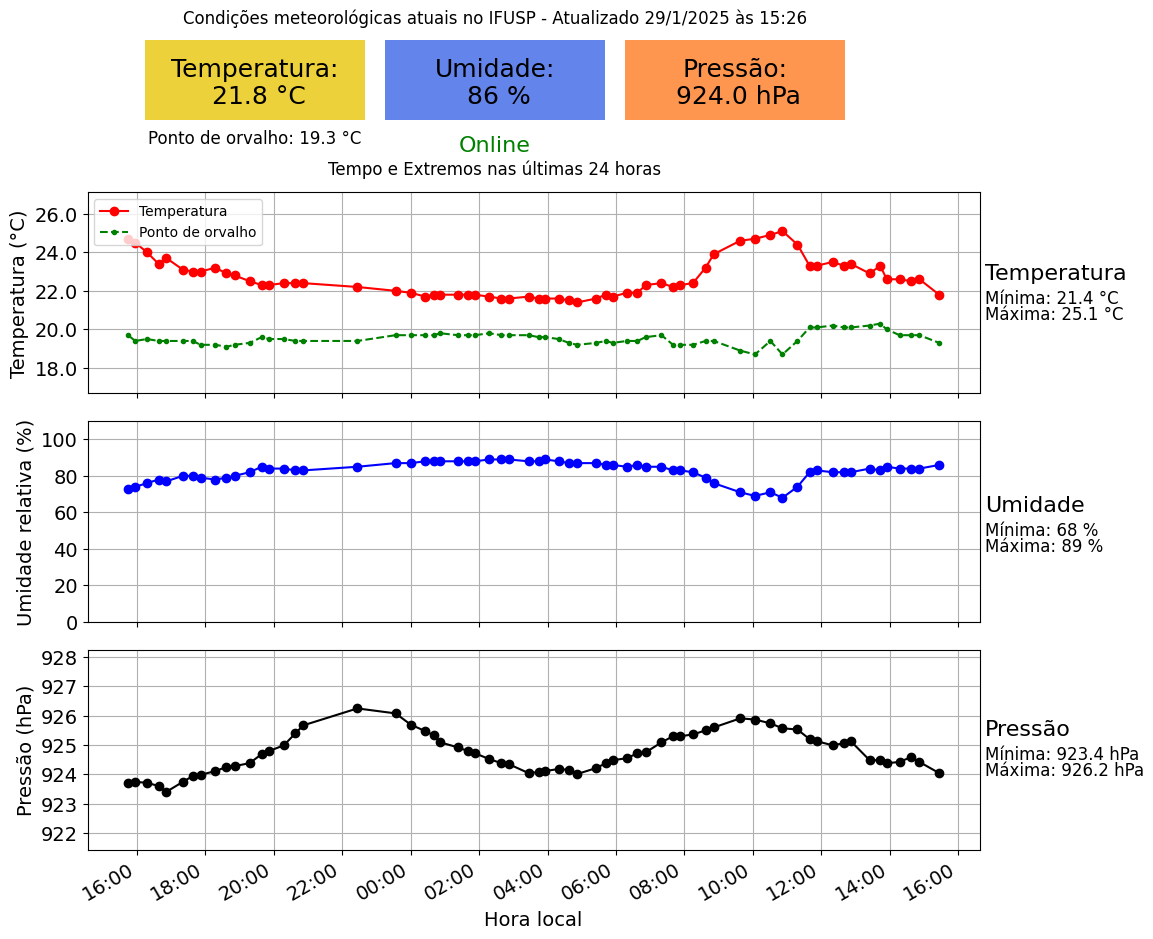 Condições meteorológicas atuais no IFUSP - Atualizado 29/1/2025 às 15:26
Temperatura:
21.8 °C
Umidade:
86 %
Pressão:
924.0 hPa
Ponto de orvalho: 19.3 °C
Online
Tempo e Extremos nas últimas 24 horas
Temperatura (°C)
26.0
24.0
22.0
20.0
18.0
Temperatura
Ponto de orvalho
Temperatura
Mínima: 21.4 °C
Máxima: 25.1 °C
Umidade relativa (%)
100
80
60
40
20
0
Umidade
Mínima: 68 %
Máxima: 89 %
Pressão (hPa)
928
927
926
925
924
923
922
Pressão
Mínima: 923.4 hPa
Máxima: 926.2 hPa
16:00 18:00 20:00 22:00 00:00 02:00 04:00 06:00 08:00 10:00 12:00 14:00 16:00
Hora local